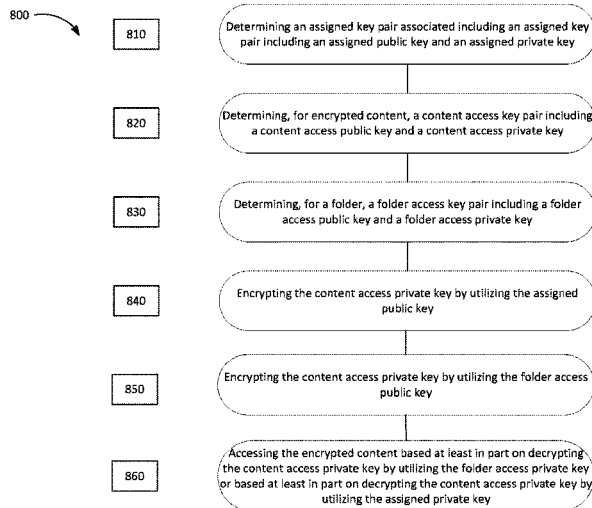 800
810
Determining an assigned key pair associated including an assigned key
pair including an assigned public key and an assigned private key
820
Determining, for encrypted content, a content access key pair including
a content access public key and a content access private key
830
Determining, for a folder, a folder access key pair including a folder
access public key and a folder access private key
840
Encrypting the content access private key by utilizing the assigned
public key
850
Encrypting the content access private key by utilizing the folder access
public key
860
Accessing the encrypted content based at least in part on decrypting
the content access private key by utilizing the folder access private key
or based at least in part on decrypting the content access private key by
utilizing the assigned private key